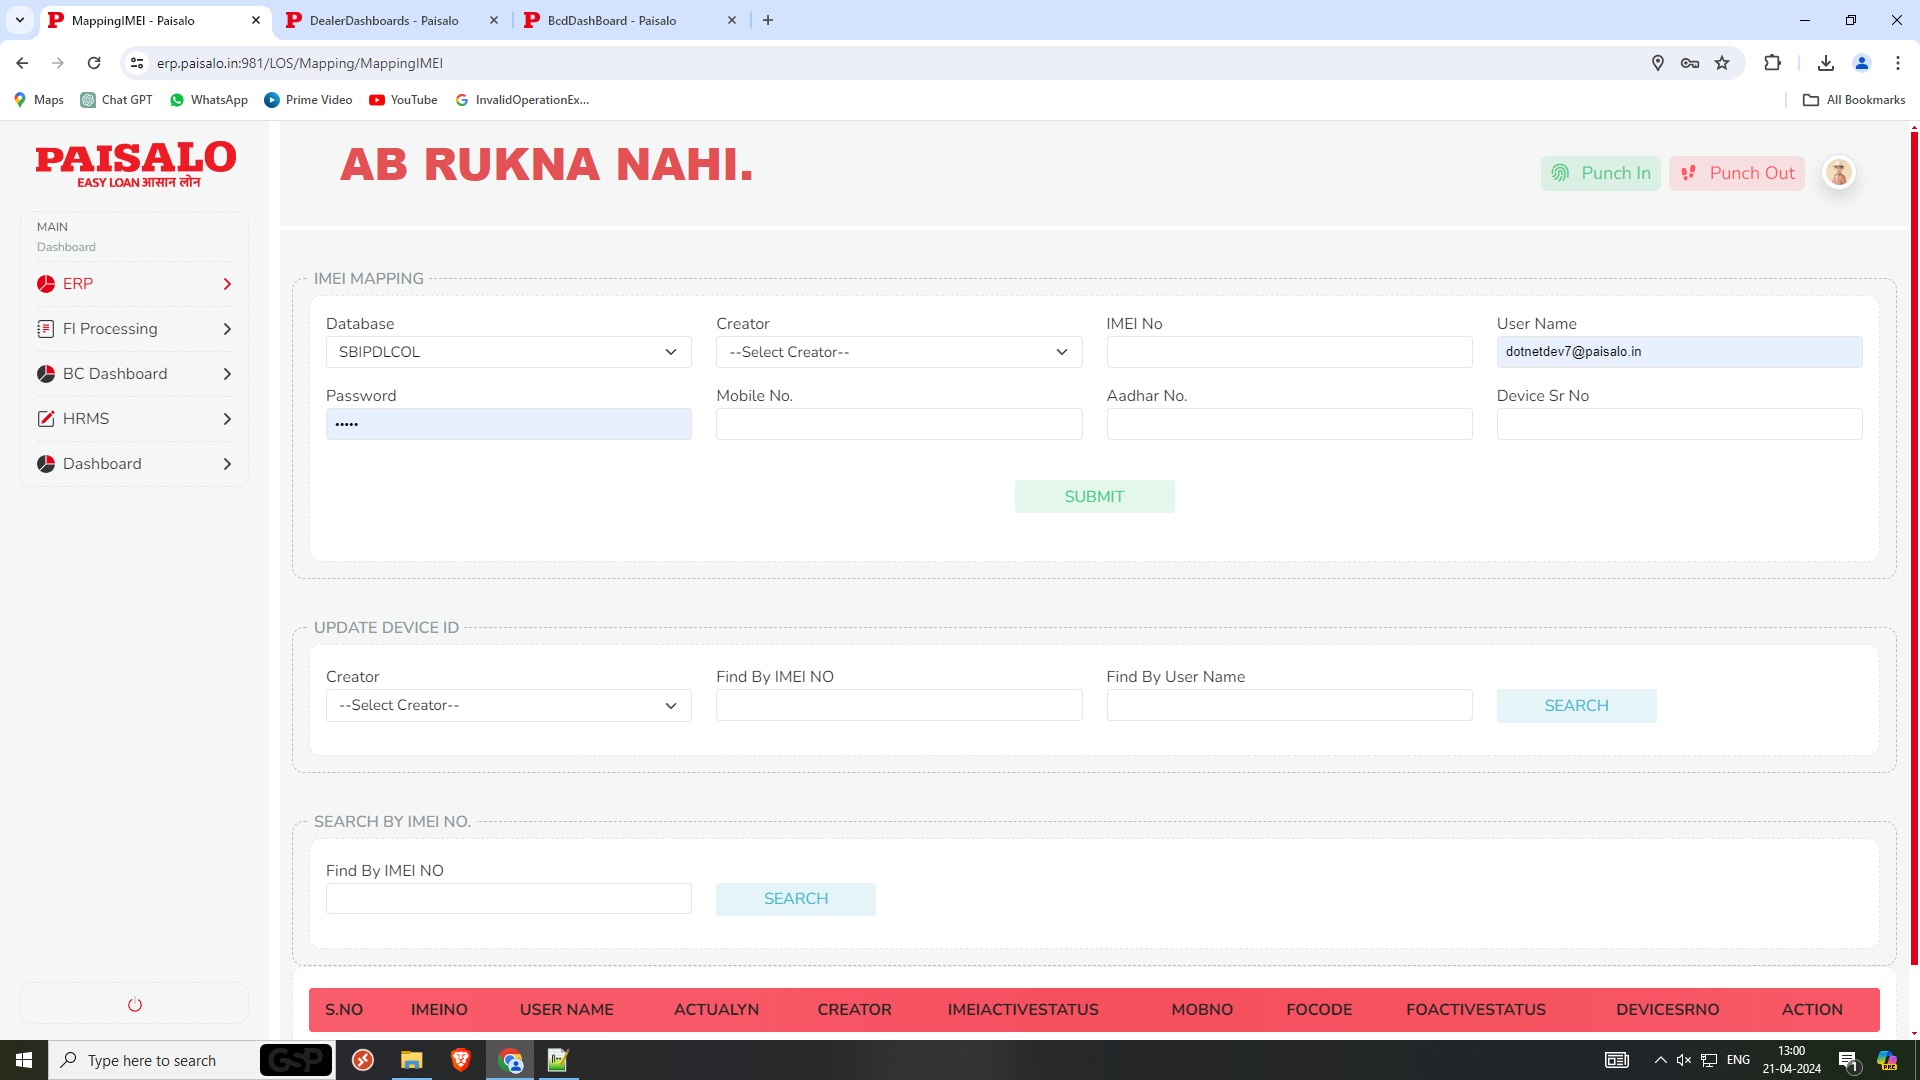 MappingIMEI - Paisalo
DealerDashboards - Paisalo
BcdDashBoard - Paisalo
erp.paisalo.in:981/LOS/Mapping/MappingIMEI
Maps
Chat GPT
WhatsApp
Prime Video
YouTube
InvalidOperationEx...
All Bookmarks
PAISALO
EASY LOAN आसान लोन
AB RUKNA NAHI.
Punch In
Punch Out
MAIN
Dashboard
ERP
FI Processing
BC Dashboard
HRMS
Dashboard
IMEI MAPPING
Database
Creator
IMEI No
User Name
SBIPDLCOL
--Select Creator--
dotnetdev7@paisalo.in
Password
Mobile No.
Aadhar No.
Device Sr No
•••••
SUBMIT
UPDATE DEVICE ID
Creator
Find By IMEI NO
Find By User Name
--Select Creator--
SEARCH
SEARCH BY IMEI NO.
Find By IMEI NO
SEARCH
S.NO IMEINO USER NAME ACTUALYN CREATOR IMEIACTIVESTATUS MOBNO FOCODE FOACTIVESTATUS DEVICESRNO ACTION
Type here to search
GSP
ENG
13:00
21-04-2024
1
PRE